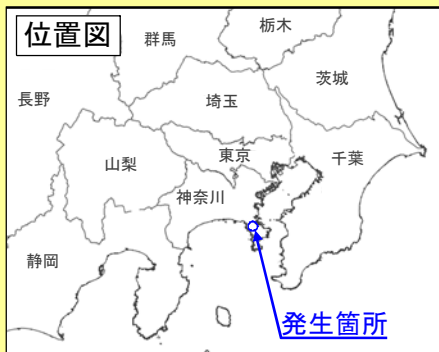 位置図
栃木
群馬
茨城
長野
埼玉
東京
山梨
千葉
神奈川
静岡
発生箇所